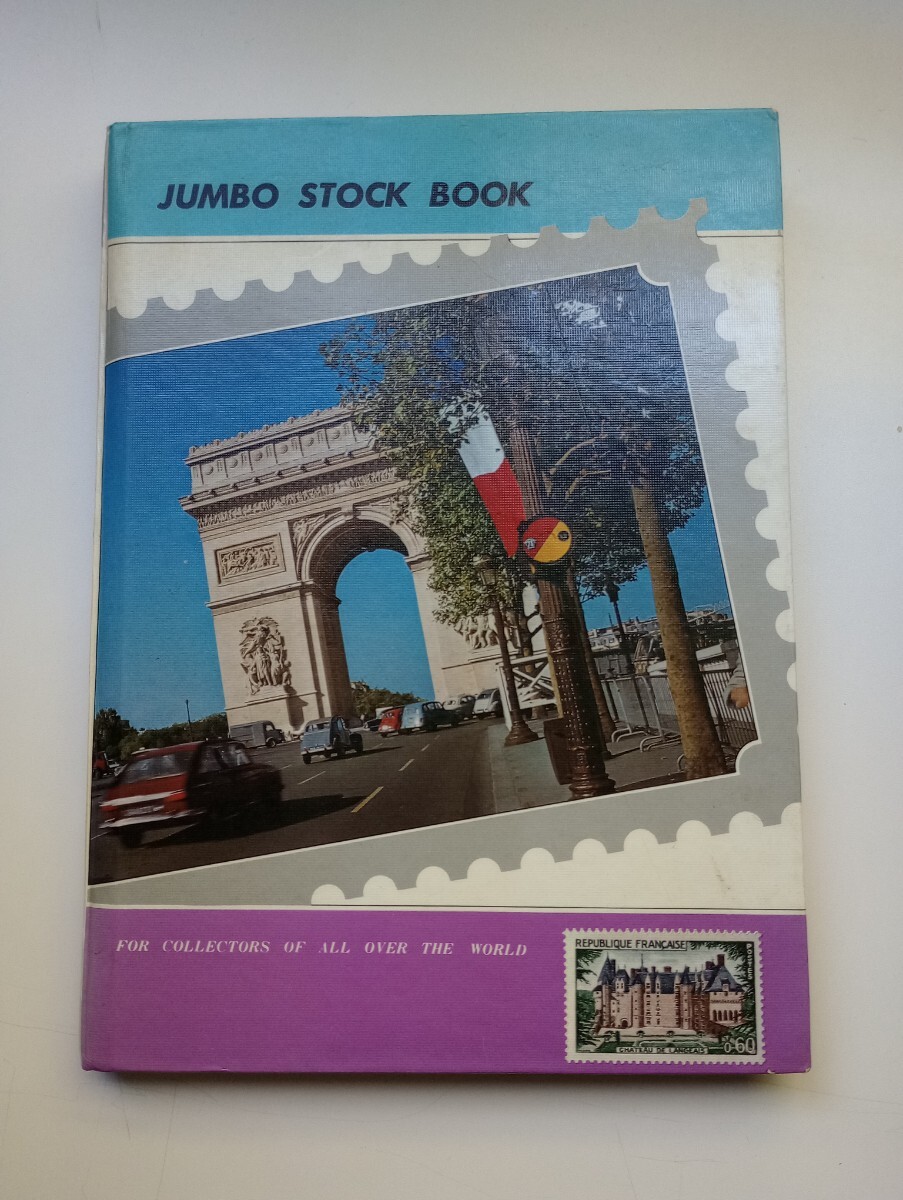 JUMBO STOCK BOOK
FOR COLLECTORS OF ALL OVER THE WORLD
REPUBLIQUE FRANÇAISE
CHATEAU DE LANGEAIS
0,60